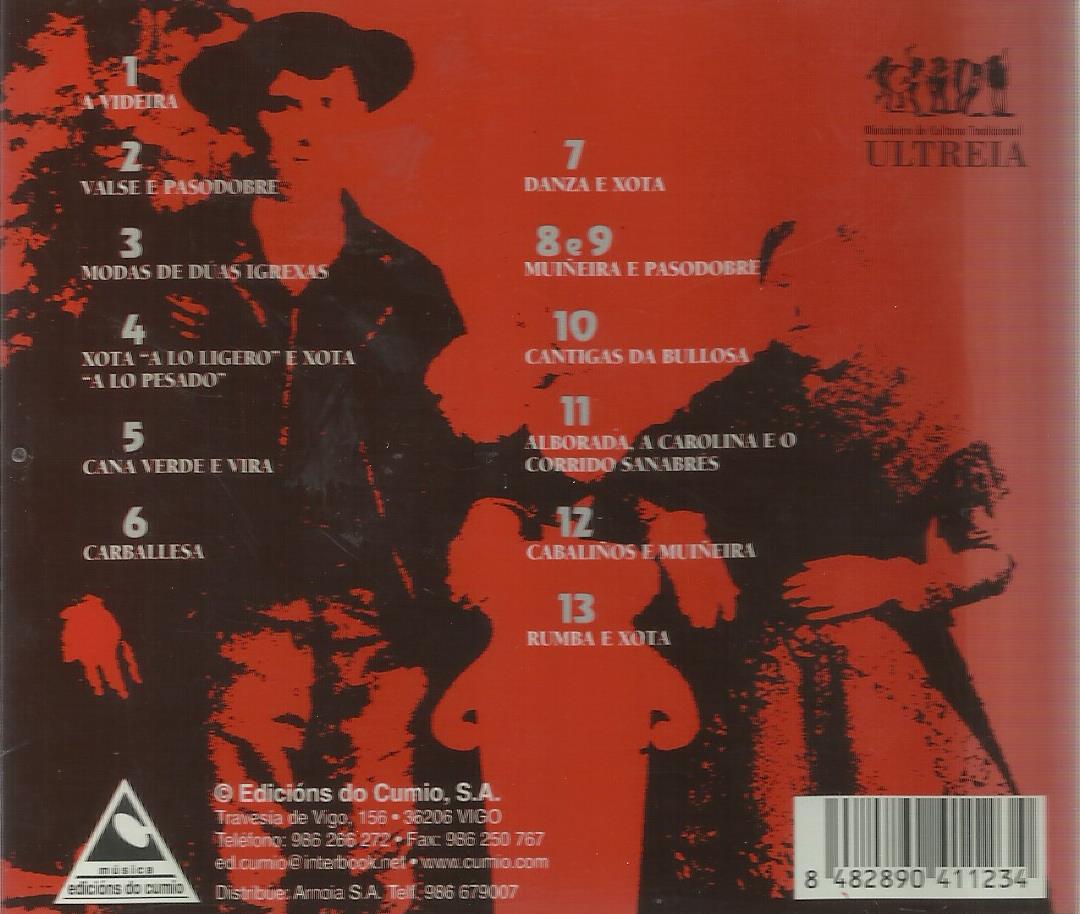 1
A VIDEIRA
2
VALSE E PASODOBRE
3
MODAS DE DÚAS IGREXAS
4
XOTA "A LO LIGERO" E XOTA
"A LO PESADO"
5
CANA VERDE E VIRA
6
CARBALLESA
7
DANZA E XOTA
8 e 9
MUIÑEIRA E PASODOBRE
10
CANTIGAS DA BULLOSA
11
ALBORADA, A CAROLINA E O
CORRIDO SANABRÉS
12
CABALIÑOS E MUIÑEIRA
13
RUMBA E XOTA
de Cultura Tradicional
ULTREIA
música
edicións do cumio
© Edicións do Cumio, S.A.
Travesía de Vigo, 156 • 36206 VIGO
Teléfono: 986 266 272 • Fax: 986 250 767
ed.cumio@interbook.net • www.cumio.com
Distribúe: Arnoia S.A. Telf. 986 679007
8 482890 411234